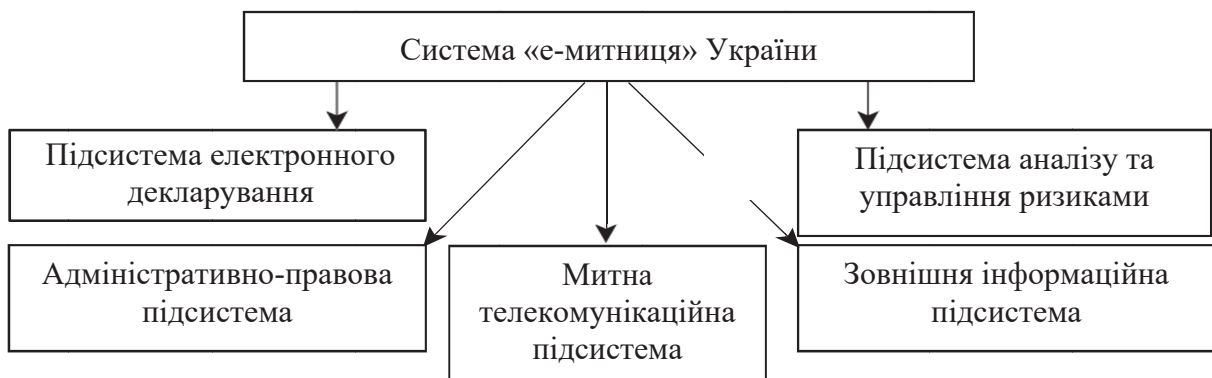 Система «е-митниця» України
Підсистема електронного
декларування
Підсистема аналізу та
управління ризиками
Адміністративно-правова
підсистема
Митна
телекомунікаційна
підсистема
Зовнішня інформаційна
підсистема